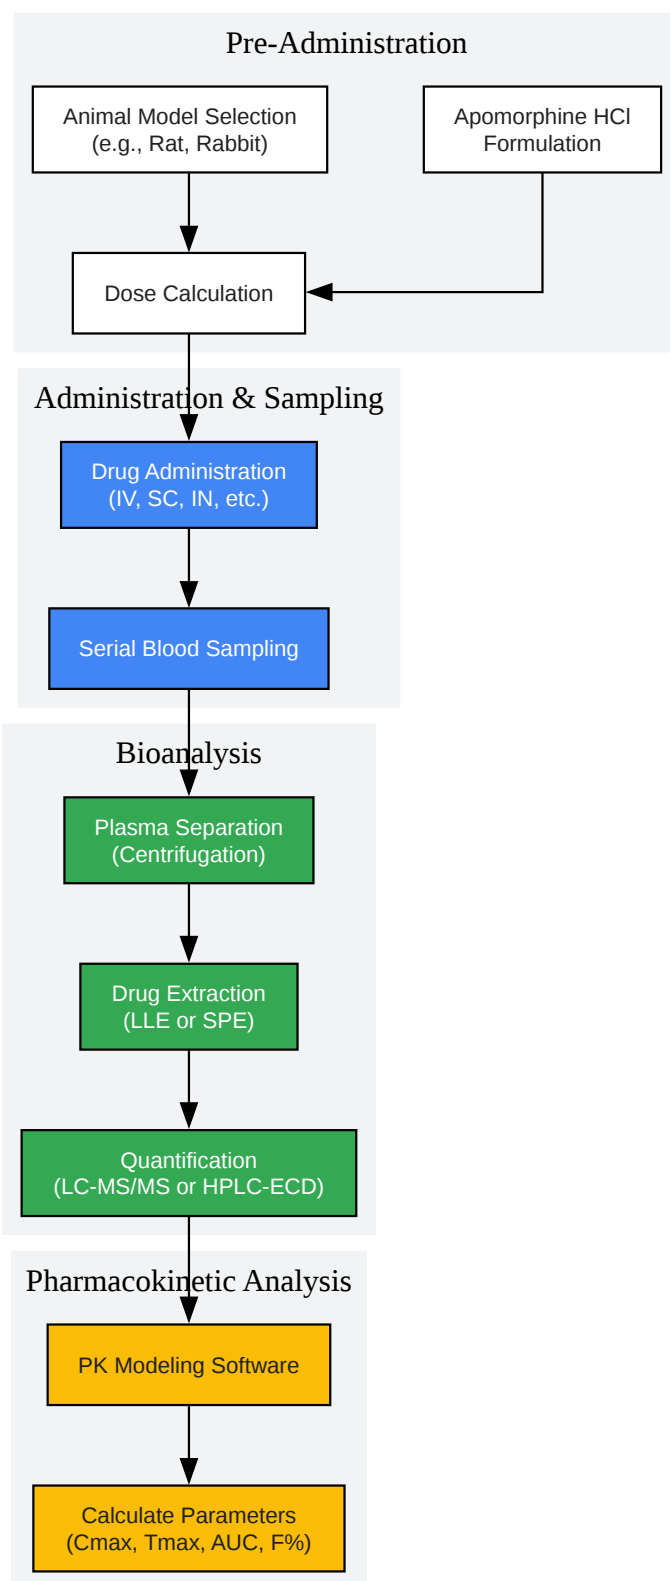 Pre-Administration
Animal Model Selection
(e.g., Rat, Rabbit)
Apomorphine HCl
Formulation
Dose Calculation
Administration & Sampling
Drug Administration
(IV, SC, IN, etc.)
Serial Blood Sampling
Bioanalysis
Plasma Separation
(Centrifugation)
Drug Extraction
(LLE or SPE)
Quantification
(LC-MS/MS or HPLC-ECD)
Pharmacokinetic Analysis
PK Modeling Software
Calculate Parameters
(Cmax, Tmax, AUC, F%)